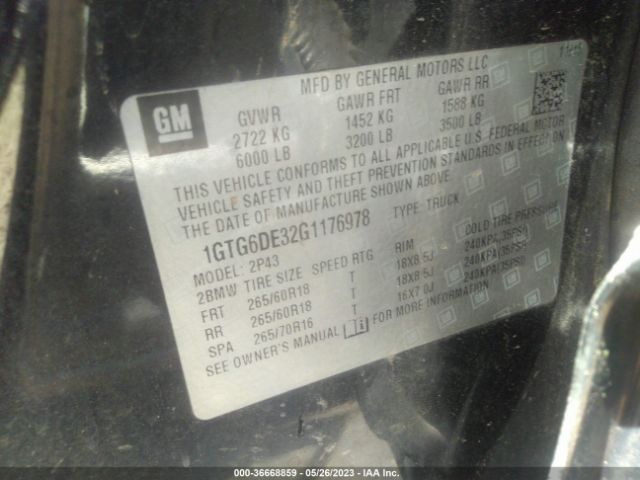 MFD BY GENERAL MOTORS LLC
GM
GVWR GAWR FRT GAWR RR
2722 KG 1452 KG 1588 KG
6000 LB 3200 LB 3500 LB
THIS VEHICLE CONFORMS TO ALL APPLICABLE U.S. FEDERAL MOTOR
VEHICLE SAFETY AND THEFT PREVENTION STANDARDS IN EFFECT ON
THE DATE OF MANUFACTURE SHOWN ABOVE.
1GTG6DE32G1176978 TYPE: TRUCK
MODEL: 2P43
2BMW TIRE SIZE SPEED RTG RIM COLD TIRE PRESSURE
FRT 265/60R18 T 18X8.5J 240KPA(35PSI)
RR 265/60R18 T 18X8.5J 240KPA(35PSI)
SPA 265/70R16 T 16X7.0J 240KPA(35PSI)
SEE OWNER'S MANUAL FOR MORE INFORMATION
000-36668859 - 05/26/2023 - IAA Inc.